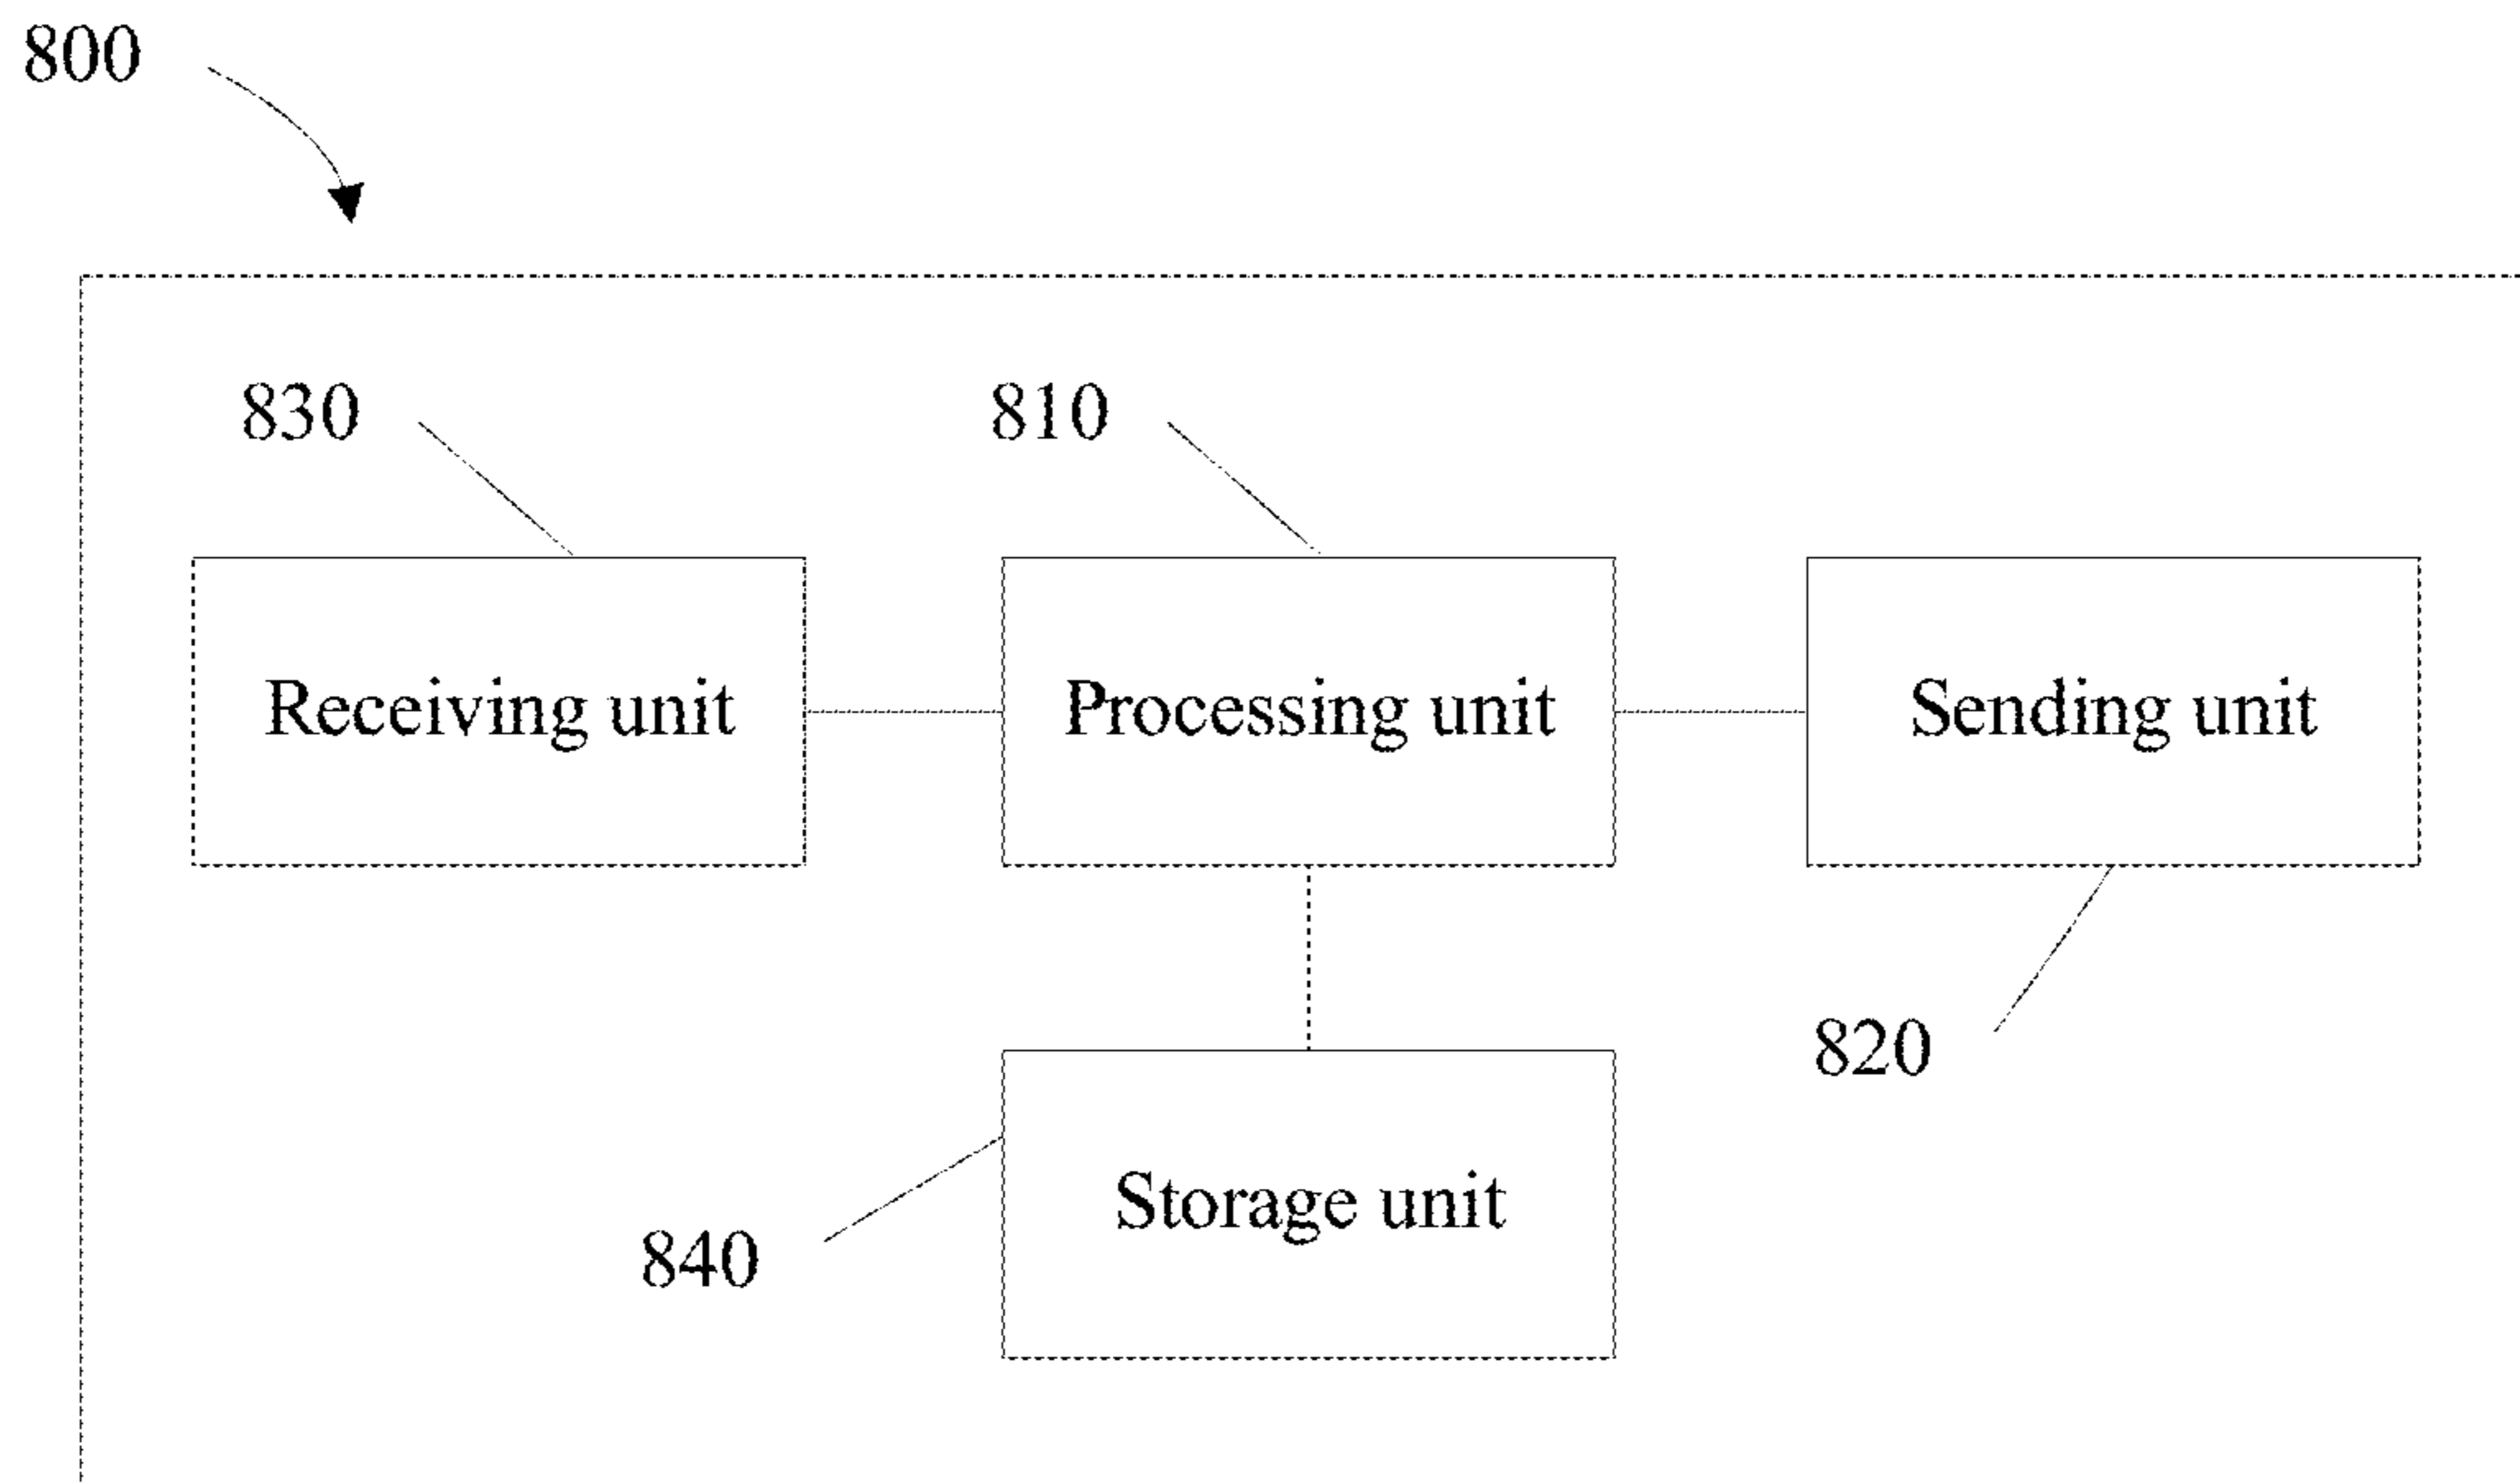 800
830
810
Receiving unit
Processing unit
Sending unit
820
Storage unit
840